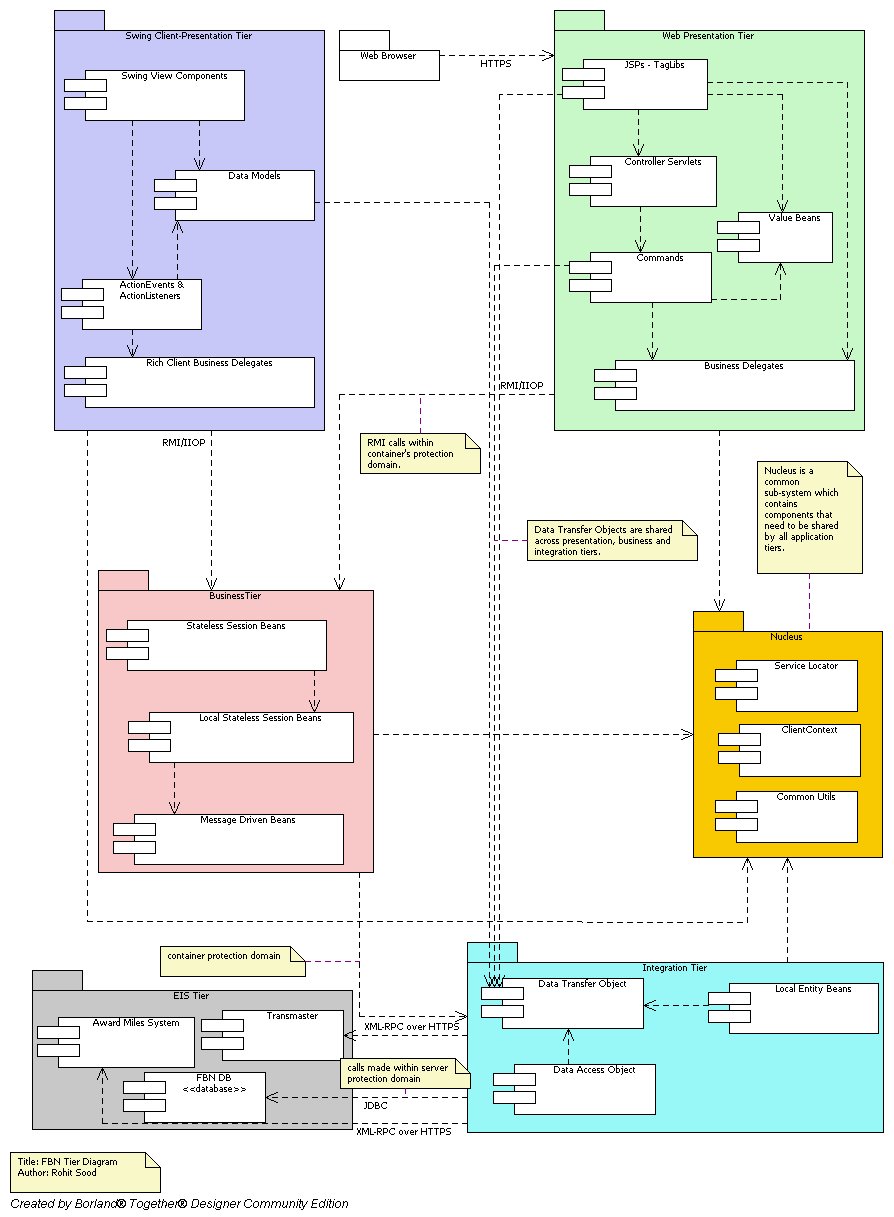 Swing Client-Presentation Tier
Web Browser
HTTPS
Web Presentation Tier
Swing View Components
Data Models
ActionEvents &
ActionListeners
Rich Client Business Delegates
JSPs - TagLibs
Controller Servlets
Value Beans
Commands
Business Delegates
RMI/IIOP
RMI/IIOP
RMI calls within
container's protection
domain.
Nucleus is a
common
sub-system which
contains
components that
need to be shared
by all application
tiers.
Data Transfer Objects are shared
across presentation, business and
integration tiers.
BusinessTier
Stateless Session Beans
Local Stateless Session Beans
Message Driven Beans
Nucleus
Service Locator
ClientContext
Common Utils
container protection domain
EIS Tier
Award Miles System
Transmaster
FBN DB
<<database>>
XML-RPC over HTTPS
calls made within server
protection domain
JDBC
XML-RPC over HTTPS
Integration Tier
Data Transfer Object
Local Entity Beans
Data Access Object
Title: FBN Tier Diagram
Author: Rohit Sood
Created by Borland® Together® Designer Community Edition